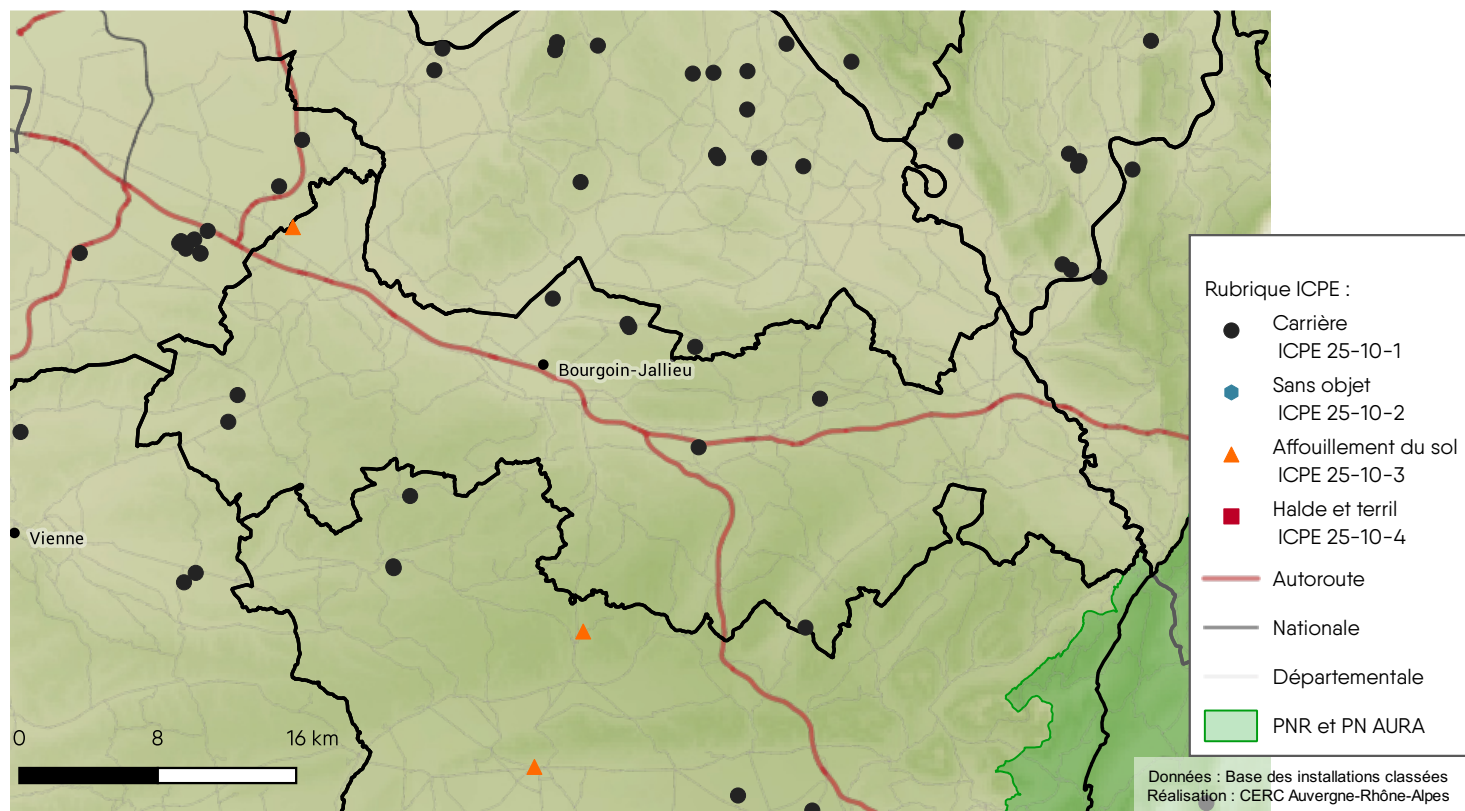 Bourgoin-Jallieu
Vienne
0 8 16 km
Rubrique ICPE :
Carrière
ICPE 25-10-1
Sans objet
ICPE 25-10-2
Affouillement du sol
ICPE 25-10-3
Halde et terril
ICPE 25-10-4
Autoroute
Nationale
Départementale
PNR et PN AURA
Données : Base des installations classées
Réalisation : CERC Auvergne-Rhône-Alpes